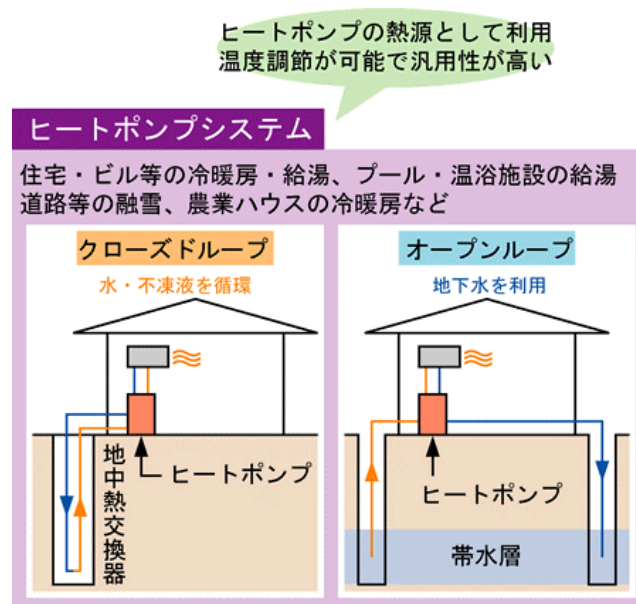 ヒートポンプの熱源として利用
温度調節が可能で汎用性が高い
ヒートポンプシステム
住宅・ビル等の冷暖房・給湯、プール・温浴施設の給湯
道路等の融雪、農業ハウスの冷暖房など
クローズドループ
水・不凍液を循環
地中熱交換器
ヒートポンプ
オープンループ
地下水を利用
ヒートポンプ
帯水層